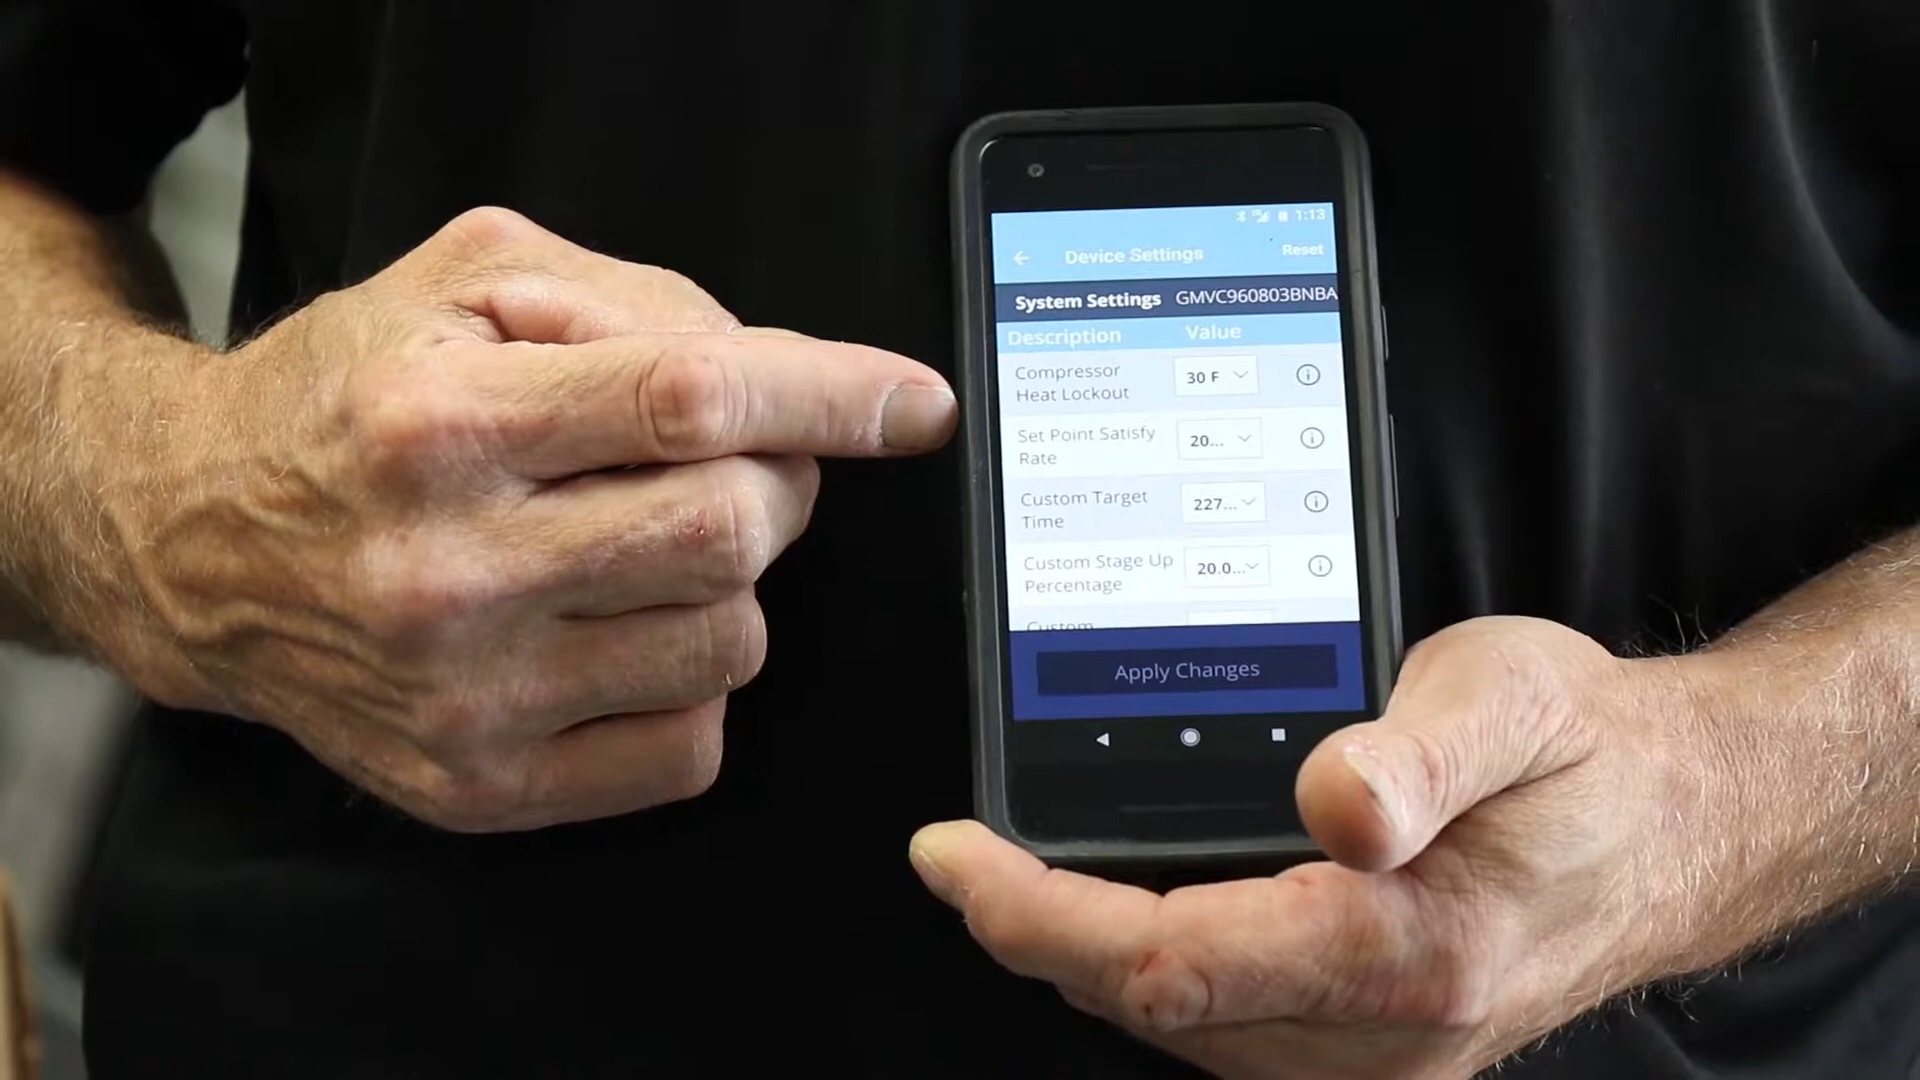 1:13
Device Settings Reset
System Settings GMVC960803BNBA
Description Value
Compressor
Heat Lockout 30 F
Set Point Satisfy
Rate 20...
Custom Target
Time 227...
Custom Stage Up
Percentage 20.0...
Custom
Apply Changes